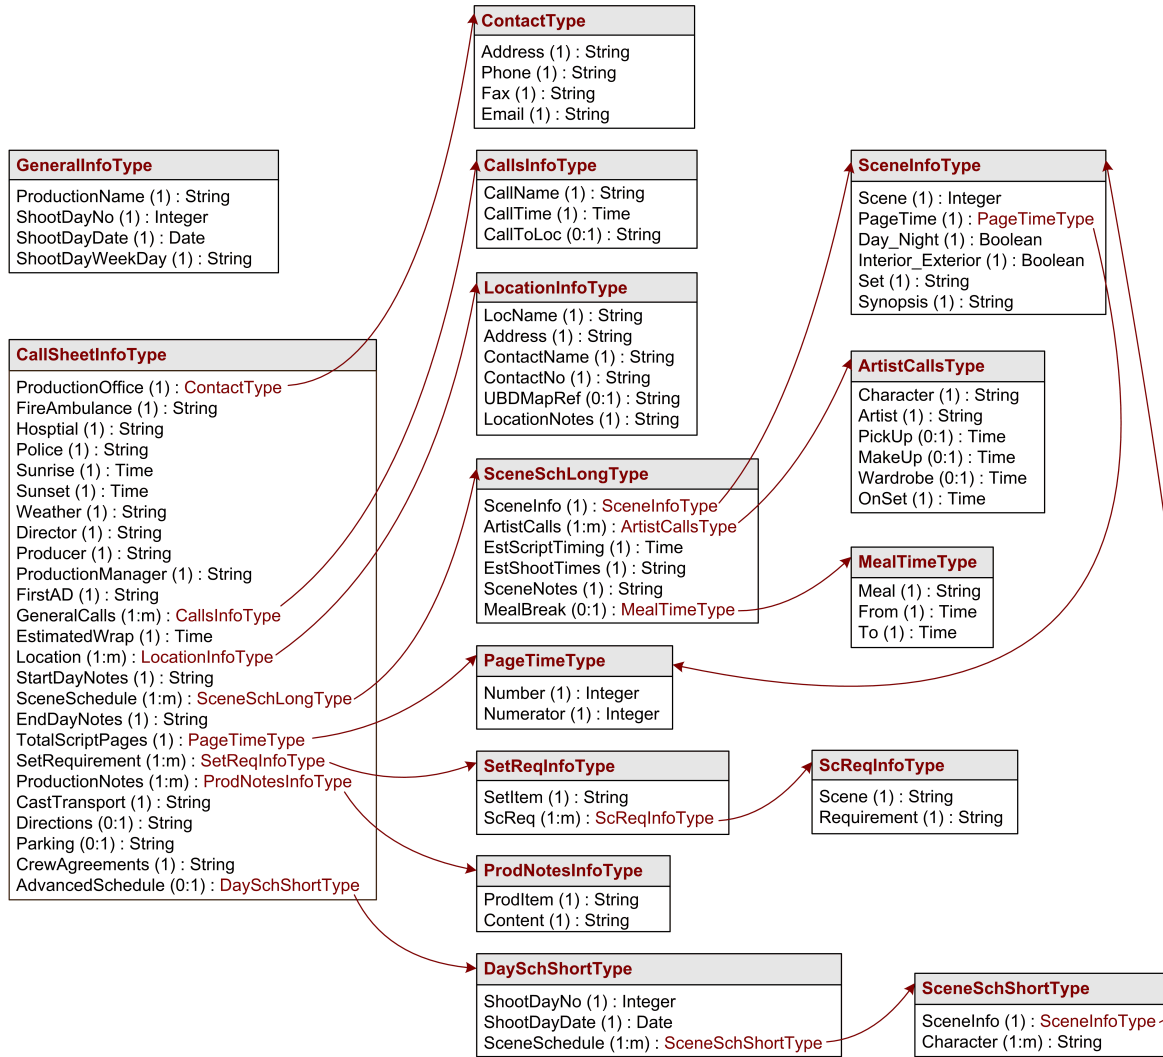 ContactType
Address (1) : String
Phone (1) : String
Fax (1) : String
Email (1) : String
GeneralInfoType
ProductionName (1) : String
ShootDayNo (1) : Integer
ShootDayDate (1) : Date
ShootDayWeekDay (1) : String
CallsInfoType
CallName (1) : String
CallTime (1) : Time
CallToLoc (0:1) : String
SceneInfoType
Scene (1) : Integer
PageTime (1) : PageTimeType
Day_Night (1) : Boolean
Interior_Exterior (1) : Boolean
Set (1) : String
Synopsis (1) : String
LocationInfoType
LocName (1) : String
Address (1) : String
ContactName (1) : String
ContactNo (1) : String
UBDMapRef (0:1) : String
LocationNotes (1) : String
CallSheetInfoType
ProductionOffice (1) : ContactType
FireAmbulance (1) : String
Hosptial (1) : String
Police (1) : String
Sunrise (1) : Time
Sunset (1) : Time
Weather (1) : String
Director (1) : String
Producer (1) : String
ProductionManager (1) : String
FirstAD (1) : String
GeneralCalls (1:m) : CallsInfoType
EstimatedWrap (1) : Time
Location (1:m) : LocationInfoType
StartDayNotes (1) : String
SceneSchedule (1:m) : SceneSchLongType
EndDayNotes (1) : String
TotalScriptPages (1) : PageTimeType
SetRequirement (1:m) : SetReqInfoType
ProductionNotes (1:m) : ProdNotesInfoType
CastTransport (1) : String
Directions (0:1) : String
Parking (0:1) : String
CrewAgreements (1) : String
AdvancedSchedule (0:1) : DaySchShortType
ArtistCallsType
Character (1) : String
Artist (1) : String
PickUp (0:1) : Time
MakeUp (0:1) : Time
Wardrobe (0:1) : Time
OnSet (1) : Time
SceneSchLongType
SceneInfo (1) : SceneInfoType
ArtistCalls (1:m) : ArtistCallsType
EstScriptTiming (1) : Time
EstShootTimes (1) : String
SceneNotes (1) : String
MealBreak (0:1) : MealTimeType
MealTimeType
Meal (1) : String
From (1) : Time
To (1) : Time
PageTimeType
Number (1) : Integer
Numerator (1) : Integer
SetReqInfoType
SetItem (1) : String
ScReq (1:m) : ScReqInfoType
ScReqInfoType
Scene (1) : String
Requirement (1) : String
ProdNotesInfoType
ProdItem (1) : String
Content (1) : String
DaySchShortType
ShootDayNo (1) : Integer
ShootDayDate (1) : Date
SceneSchedule (1:m) : SceneSchShortType
SceneSchShortType
SceneInfo (1) : SceneInfoType
Character (1:m) : String